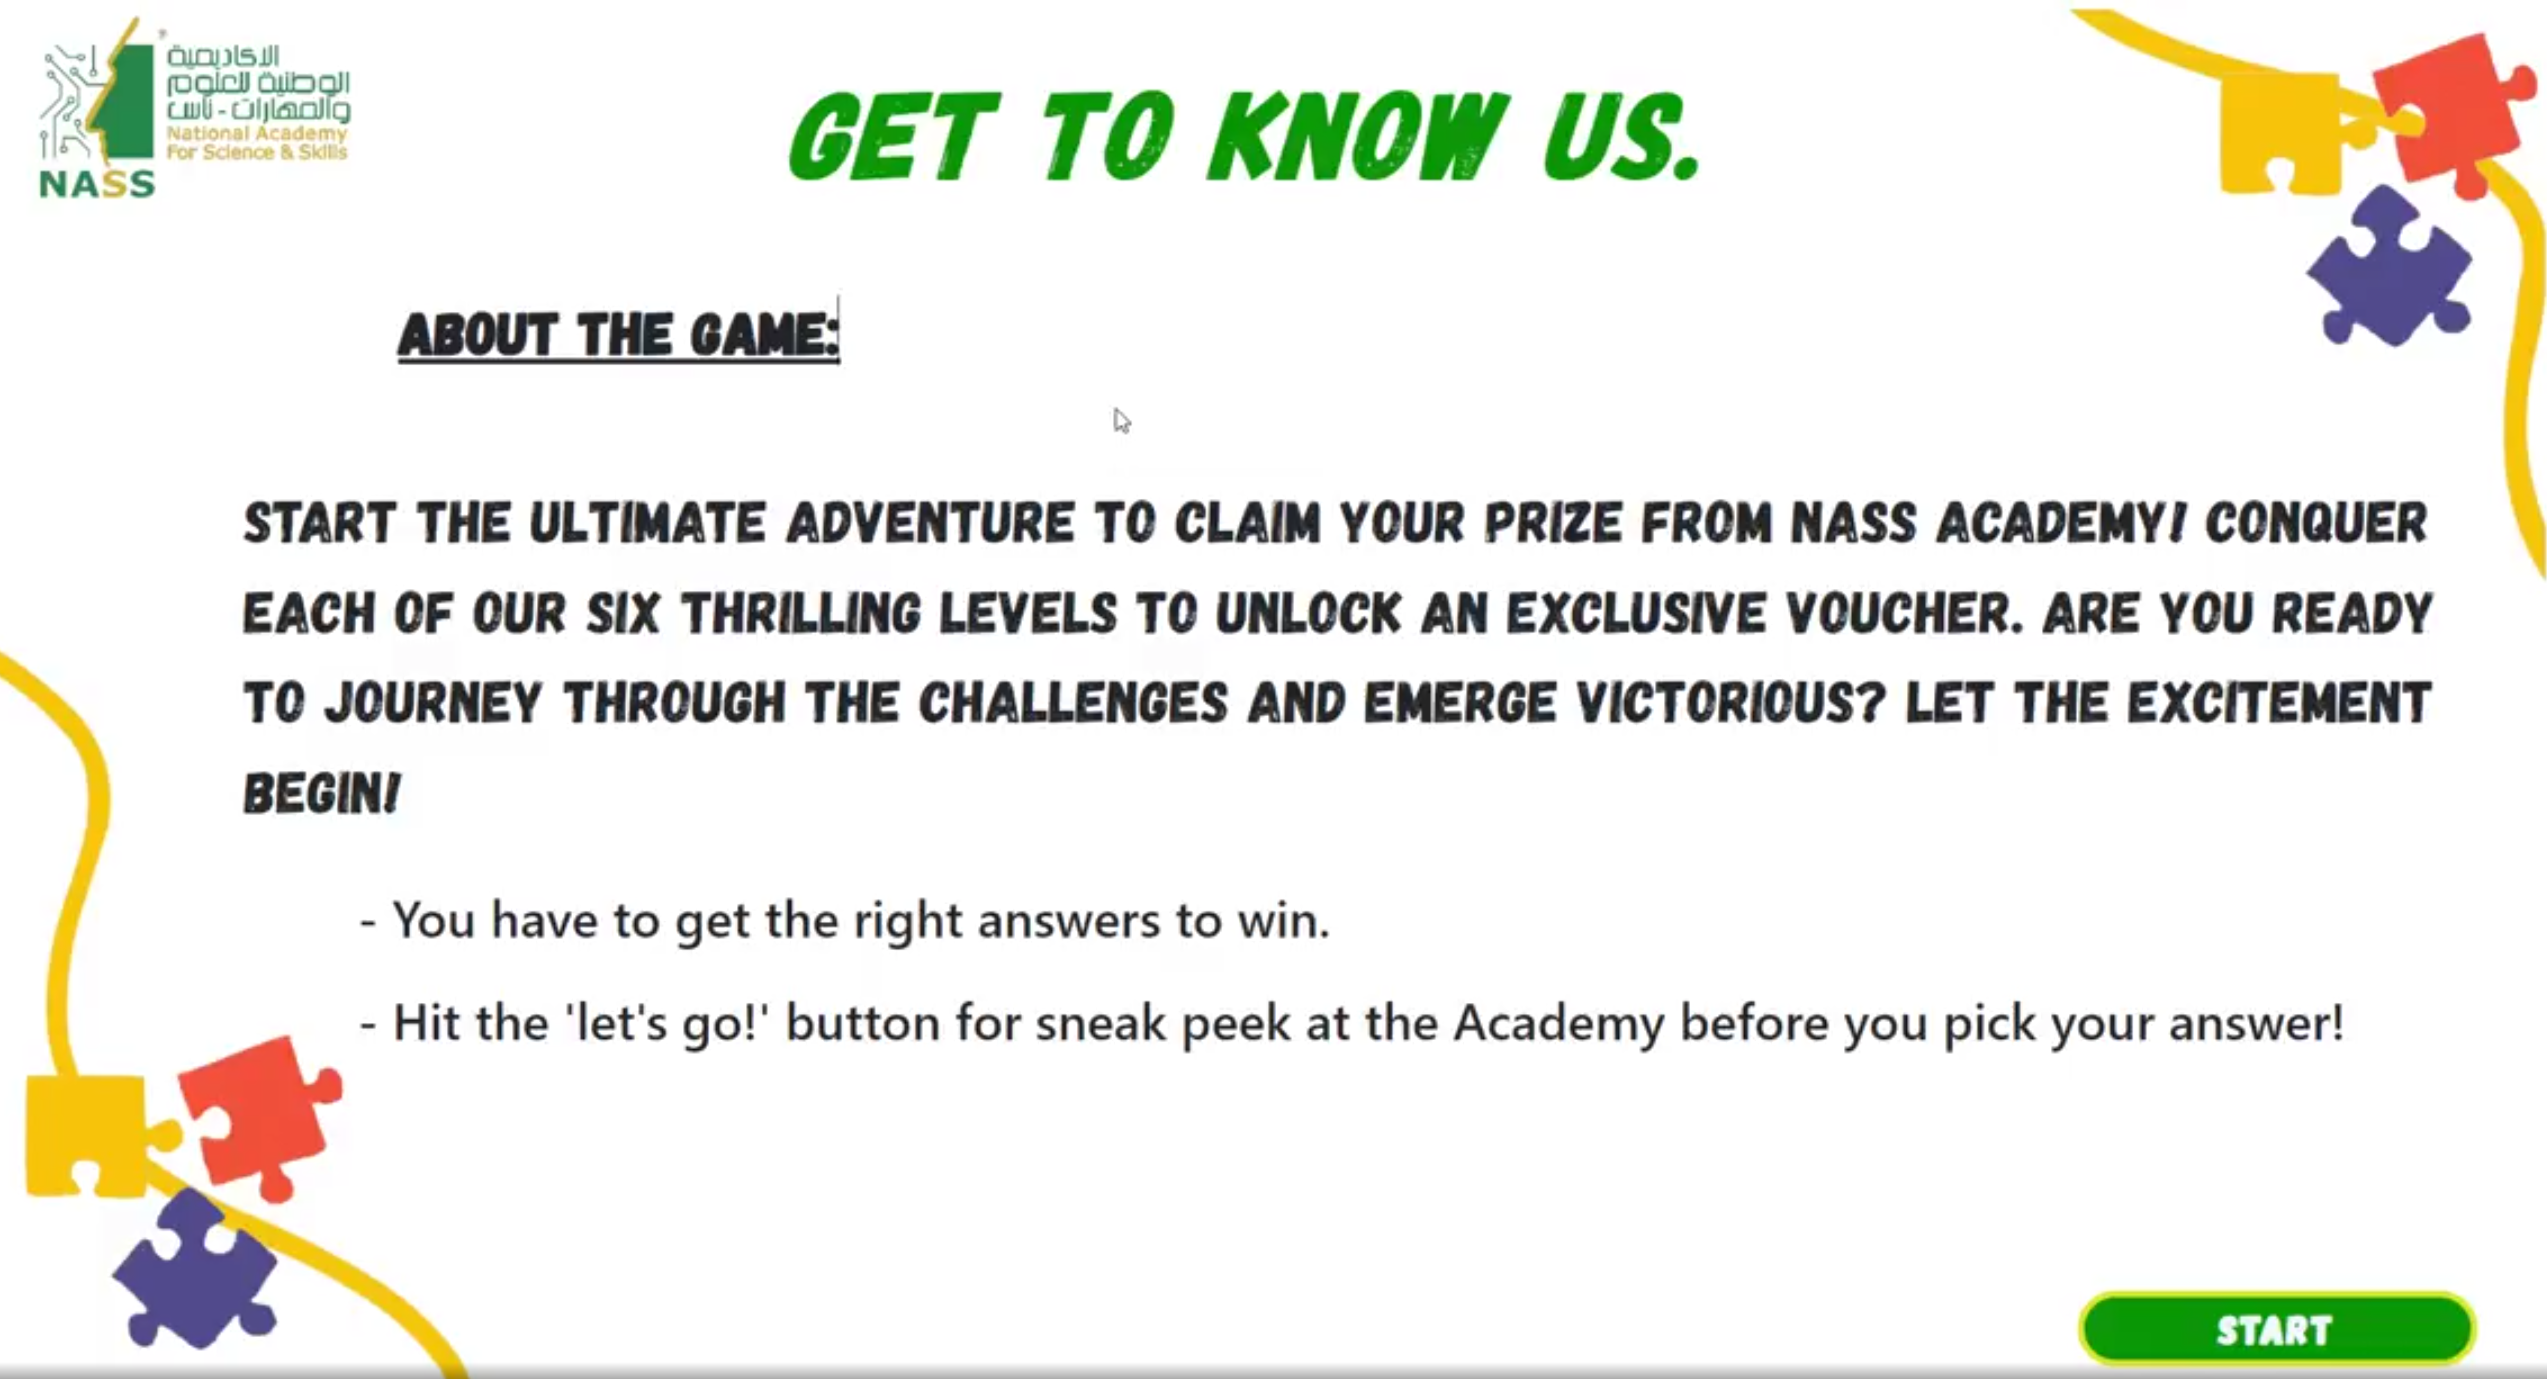 الاكاديمية
الوطنية للعلوم
والمهارات - ناس
National Academy
For Science & Skills
NASS
GET TO KNOW US.
ABOUT THE GAME:
START THE ULTIMATE ADVENTURE TO CLAIM YOUR PRIZE FROM NASS ACADEMY! CONQUER
EACH OF OUR SIX THRILLING LEVELS TO UNLOCK AN EXCLUSIVE VOUCHER. ARE YOU READY
TO JOURNEY THROUGH THE CHALLENGES AND EMERGE VICTORIOUS? LET THE EXCITEMENT
BEGIN!
- You have to get the right answers to win.
- Hit the 'let's go!' button for sneak peek at the Academy before you pick your answer!
START